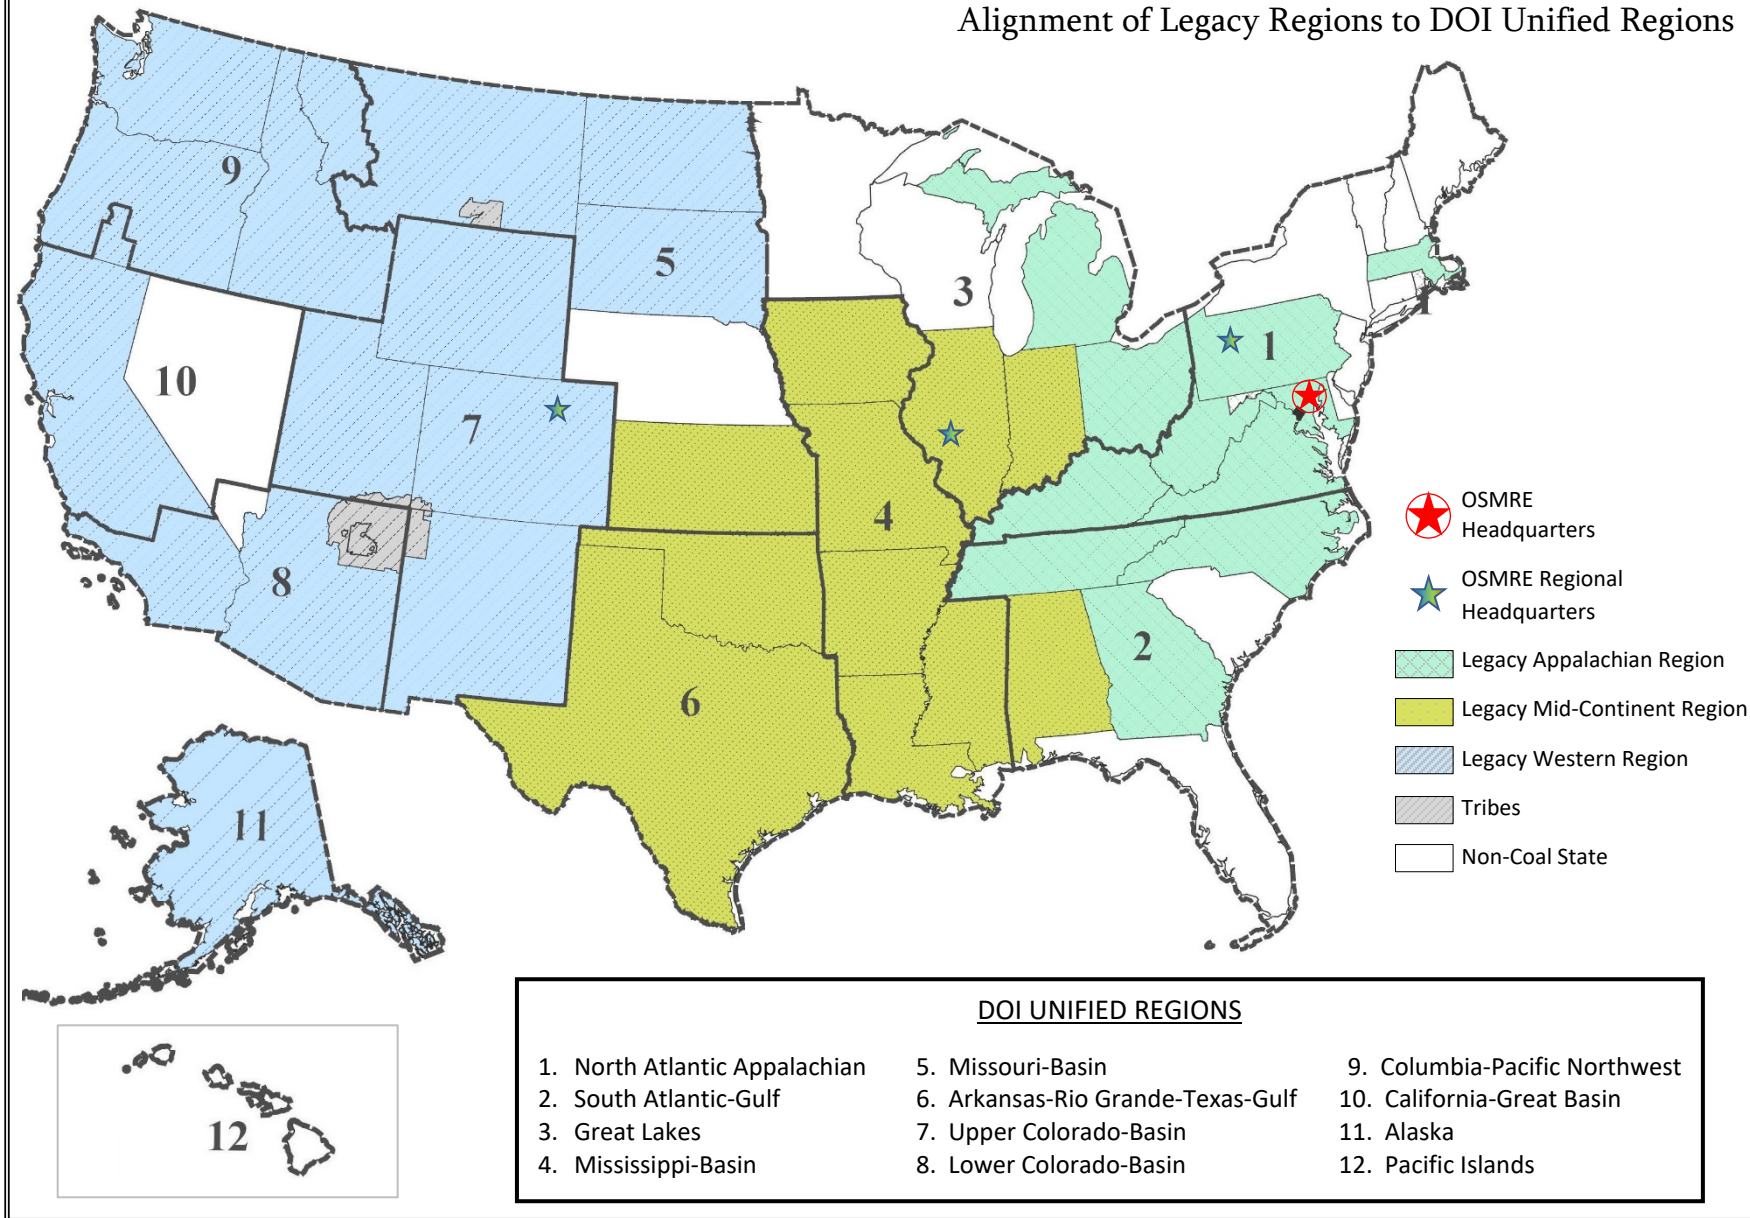 Alignment of Legacy Regions to DOI Unified Regions
9
5
3
1
10
7
4
8
2
6
11
12
OSMRE
Headquarters
OSMRE Regional
Headquarters
Legacy Appalachian Region
Legacy Mid-Continent Region
Legacy Western Region
Tribes
Non-Coal State
DOI UNIFIED REGIONS
1. North Atlantic Appalachian
2. South Atlantic-Gulf
3. Great Lakes
4. Mississippi-Basin
5. Missouri-Basin
6. Arkansas-Rio Grande-Texas-Gulf
7. Upper Colorado-Basin
8. Lower Colorado-Basin
9. Columbia-Pacific Northwest
10. California-Great Basin
11. Alaska
12. Pacific Islands